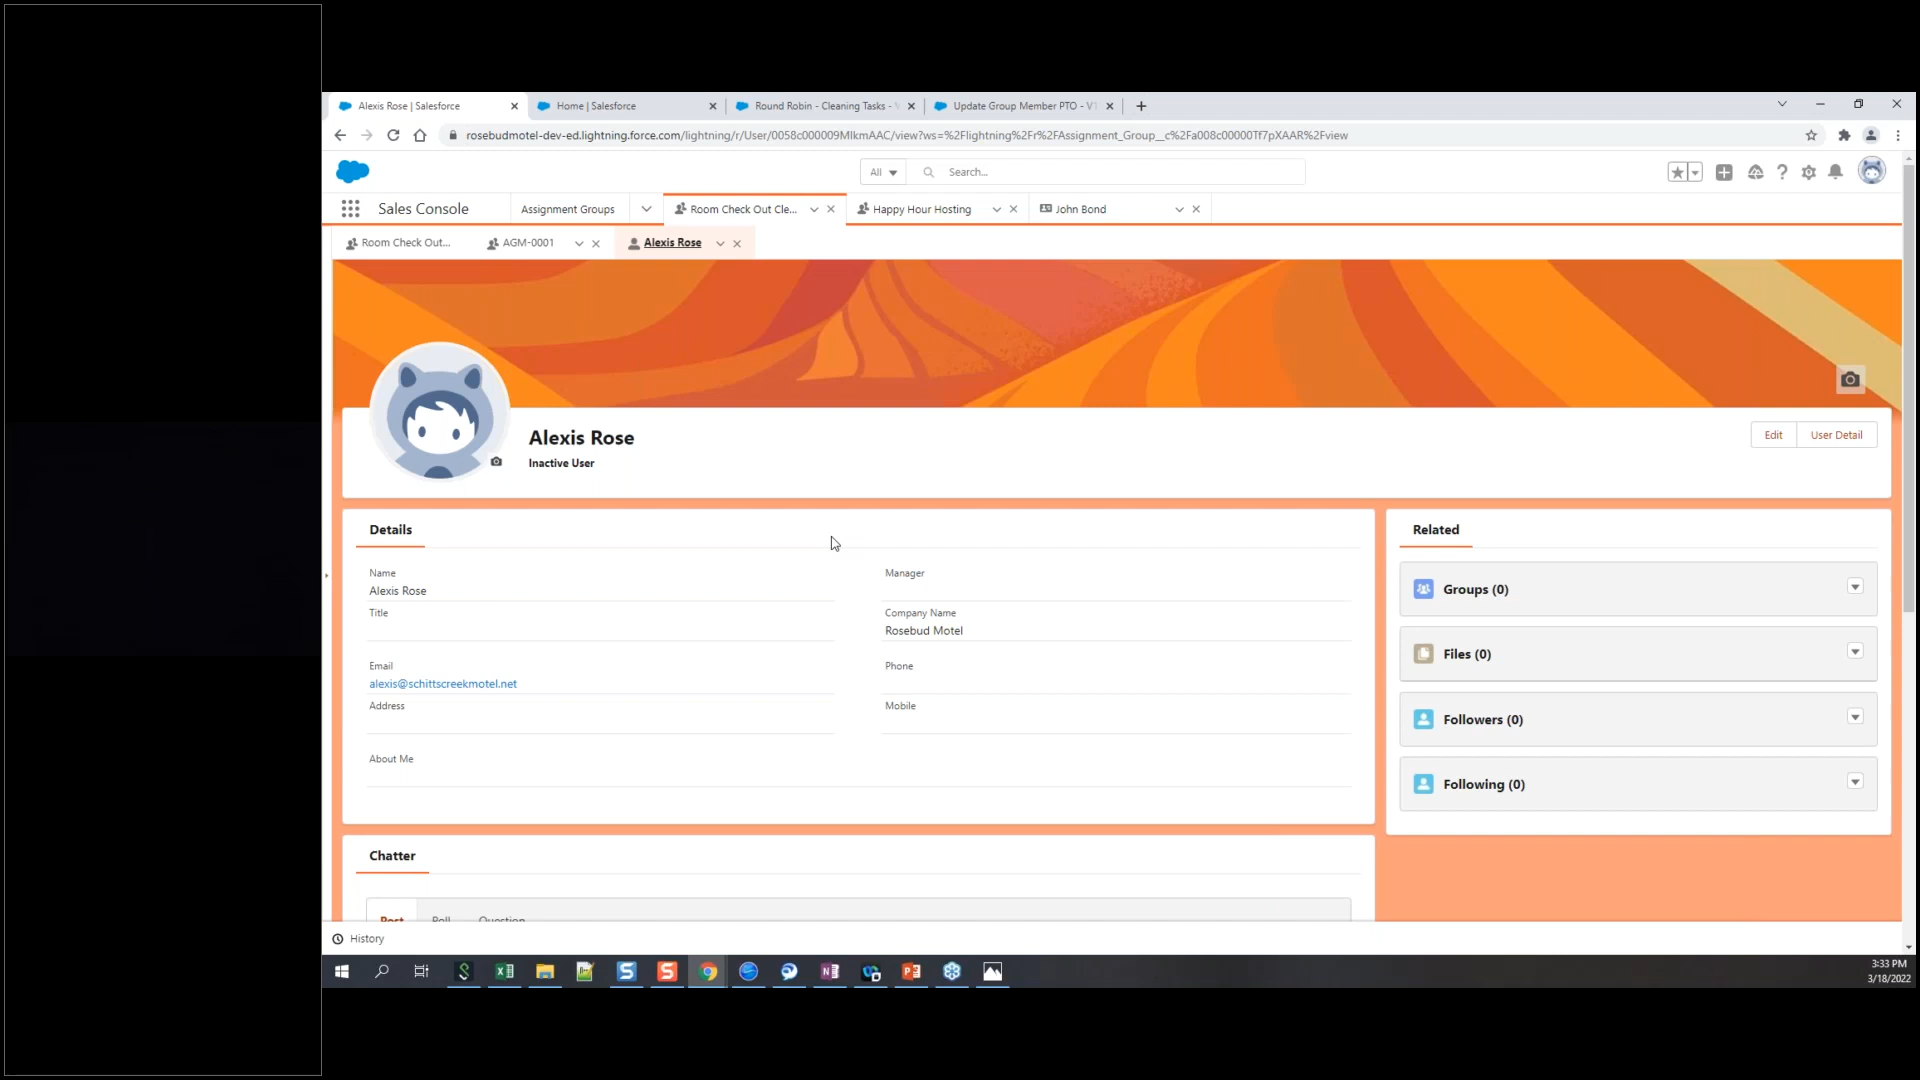 Alexis Rose | Salesforce
Home | Salesforce
Round Robin - Cleaning Tasks -
Update Group Member PTO - V1
rosebudmotel-dev-ed.lightning.force.com/lightning/r/User/0058c000009MlkmAAC/view?ws=%2Flightning%2Fr%2FAssignment_Group__c%2Fa008c00000Tf7pXAAR%2Fview
All
Search...
Sales Console
Assignment Groups
Room Check Out Cle...
Happy Hour Hosting
John Bond
Room Check Out...
AGM-0001
Alexis Rose
Alexis Rose
Inactive User
Edit
User Detail
Details
Name
Alexis Rose
Title
Email
alexis@schittscreekmotel.net
Address
About Me
Manager
Company Name
Rosebud Motel
Phone
Mobile
Related
Groups (0)
Files (0)
Followers (0)
Following (0)
Chatter
Post
Poll
Question
History
3:33 PM
3/18/2022